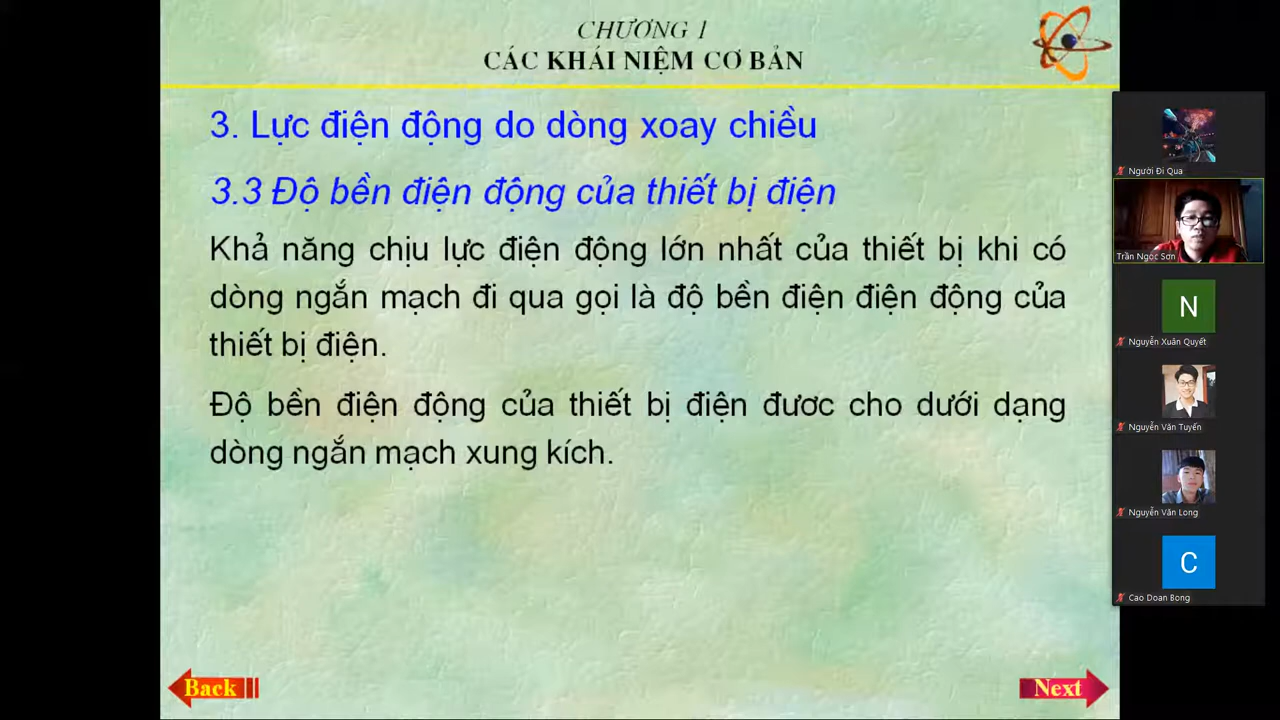 CHƯƠNG 1
CÁC KHÁI NIỆM CƠ BẢN
3. Lực điện động do dòng xoay chiều
3.3 Độ bền điện động của thiết bị điện
Khả năng chịu lực điện động lớn nhất của thiết bị khi có
dòng ngắn mạch đi qua gọi là độ bền điện điện động của
thiết bị điện.
Độ bền điện động của thiết bị điện đươc cho dưới dạng
dòng ngắn mạch xung kích.
Back
Next
Người Đi Qua
Trần Ngọc Sơn
N
Nguyễn Xuân Quyết
Nguyễn Văn Tuyến
Nguyễn Văn Long
C
Cao Doan Bong